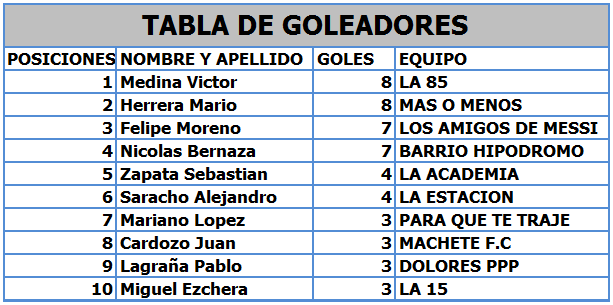 TABLA DE GOLEADORES
POSICIONES NOMBRE Y APELLIDO GOLES EQUIPO
1 Medina Victor 8 LA 85
2 Herrera Mario 8 MAS O MENOS
3 Felipe Moreno 7 LOS AMIGOS DE MESSI
4 Nicolas Bernaza 7 BARRIO HIPODROMO
5 Zapata Sebastian 4 LA ACADEMIA
6 Saracho Alejandro 4 LA ESTACION
7 Mariano Lopez 3 PARA QUE TE TRAJE
8 Cardozo Juan 3 MACHETE F.C
9 Lagraña Pablo 3 DOLORES PPP
10 Miguel Ezchera 3 LA 15